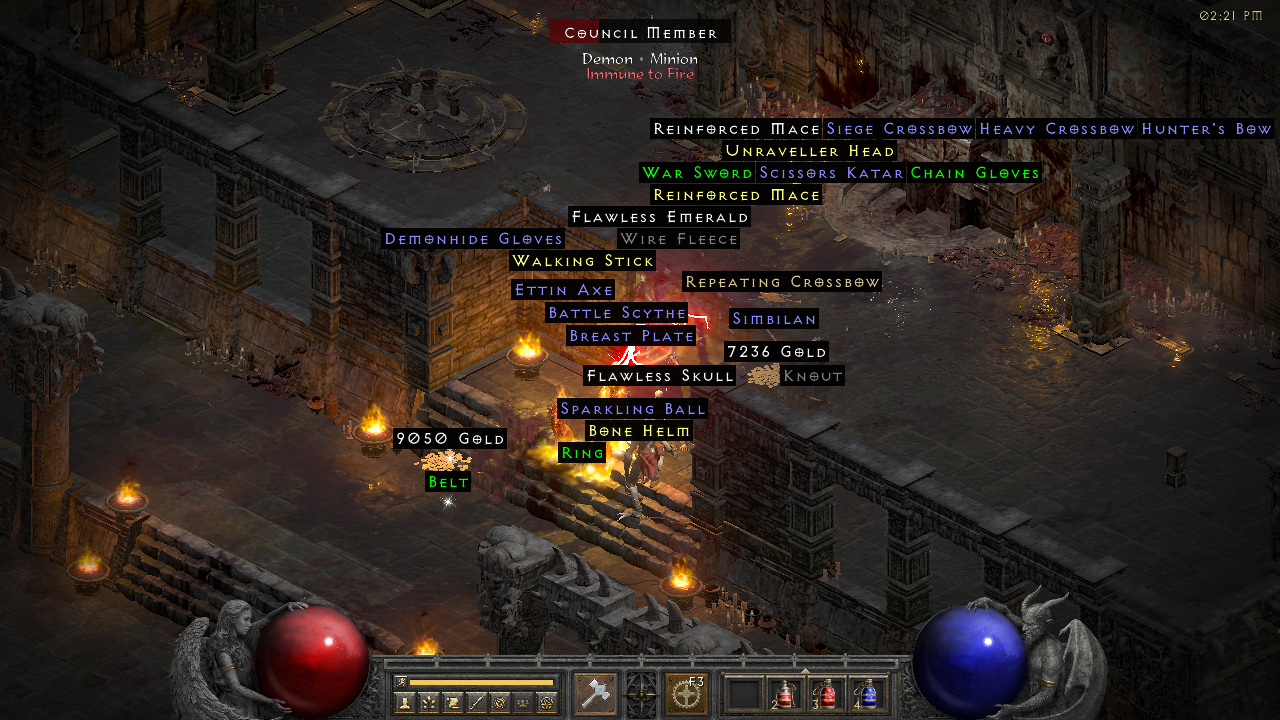 02:21 PM
Council Member
Demon • Minion
Immune to Fire
Reinforced Mace Siege Crossbow Heavy Crossbow Hunter's Bow
Unraveller Head
War Sword Scissors Katar Chain Gloves
Reinforced Mace
Flawless Emerald
Demonhide Gloves Wire Fleece
Walking Stick
Repeating Crossbow
Ettin Axe
Battle Scythe
Simbilan
Breast Plate
7236 Gold
Flawless Skull Knout
Sparkling Ball
Bone Helm
9050 Gold
Ring
Belt
F3
2 3 4